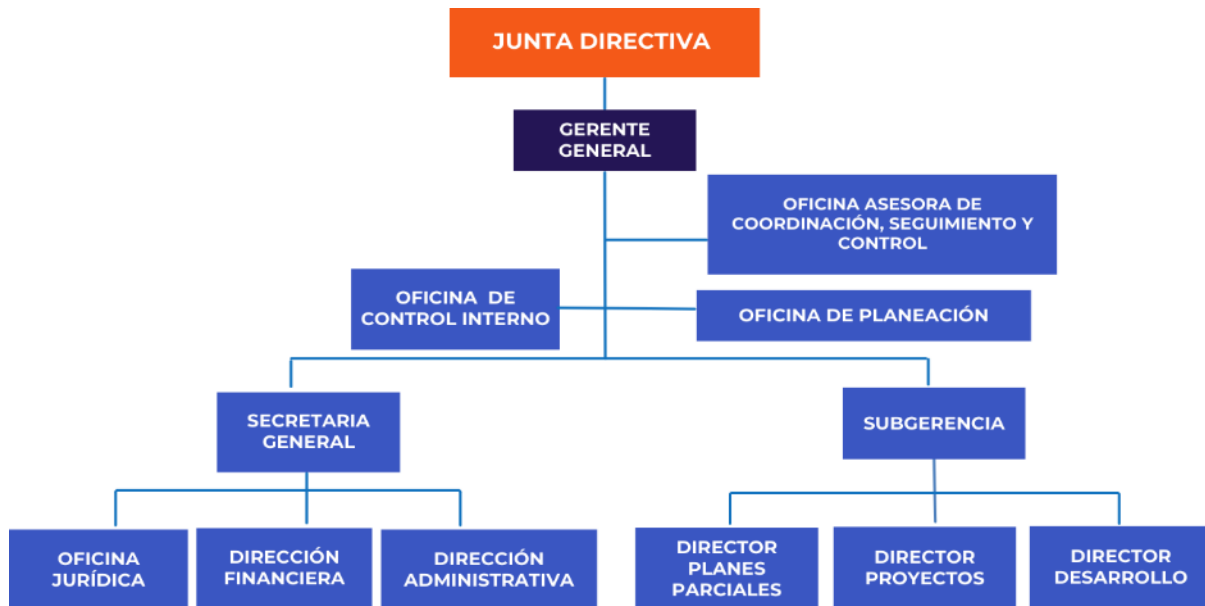 JUNTA DIRECTIVA
GERENTE
GENERAL
OFICINA ASESORA DE
COORDINACIÓN, SEGUIMIENTO Y
CONTROL
OFICINA DE
CONTROL INTERNO
OFICINA DE PLANEACIÓN
SECRETARIA
GENERAL
SUBGERENCIA
OFICINA
JURÍDICA
DIRECCIÓN
FINANCIERA
DIRECCIÓN
ADMINISTRATIVA
DIRECTOR
PLANES
PARCIALES
DIRECTOR
PROYECTOS
DIRECTOR
DESARROLLO